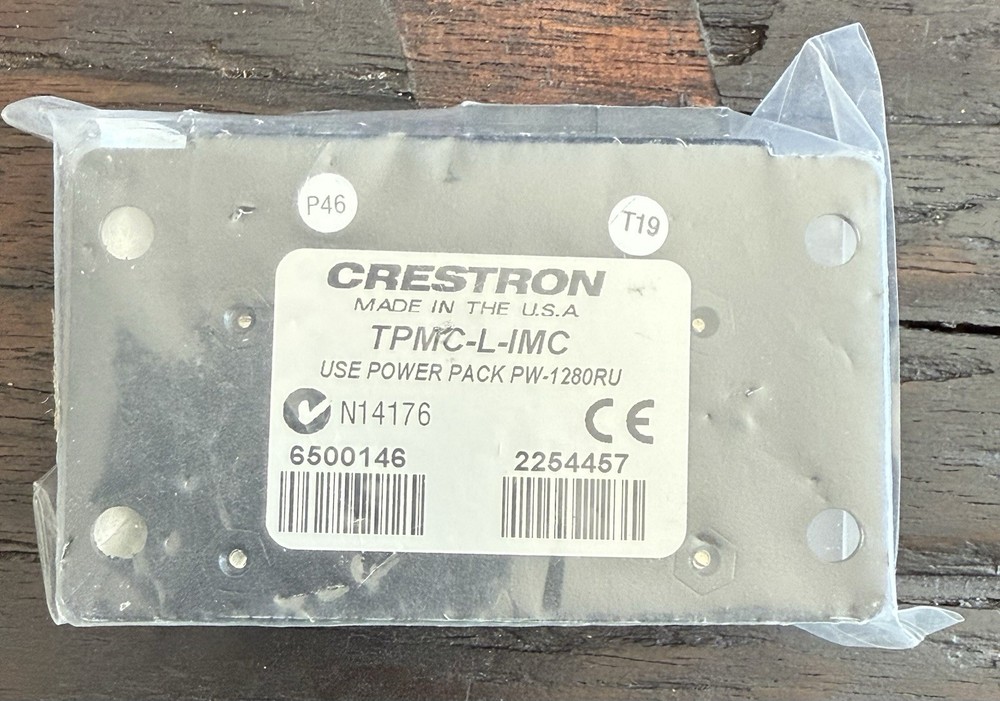 P46
T19
CRESTRON
MADE IN THE U.S.A
TPMC-L-IMC
USE POWER PACK PW-1280RU
N14176
CE
6500146
2254457